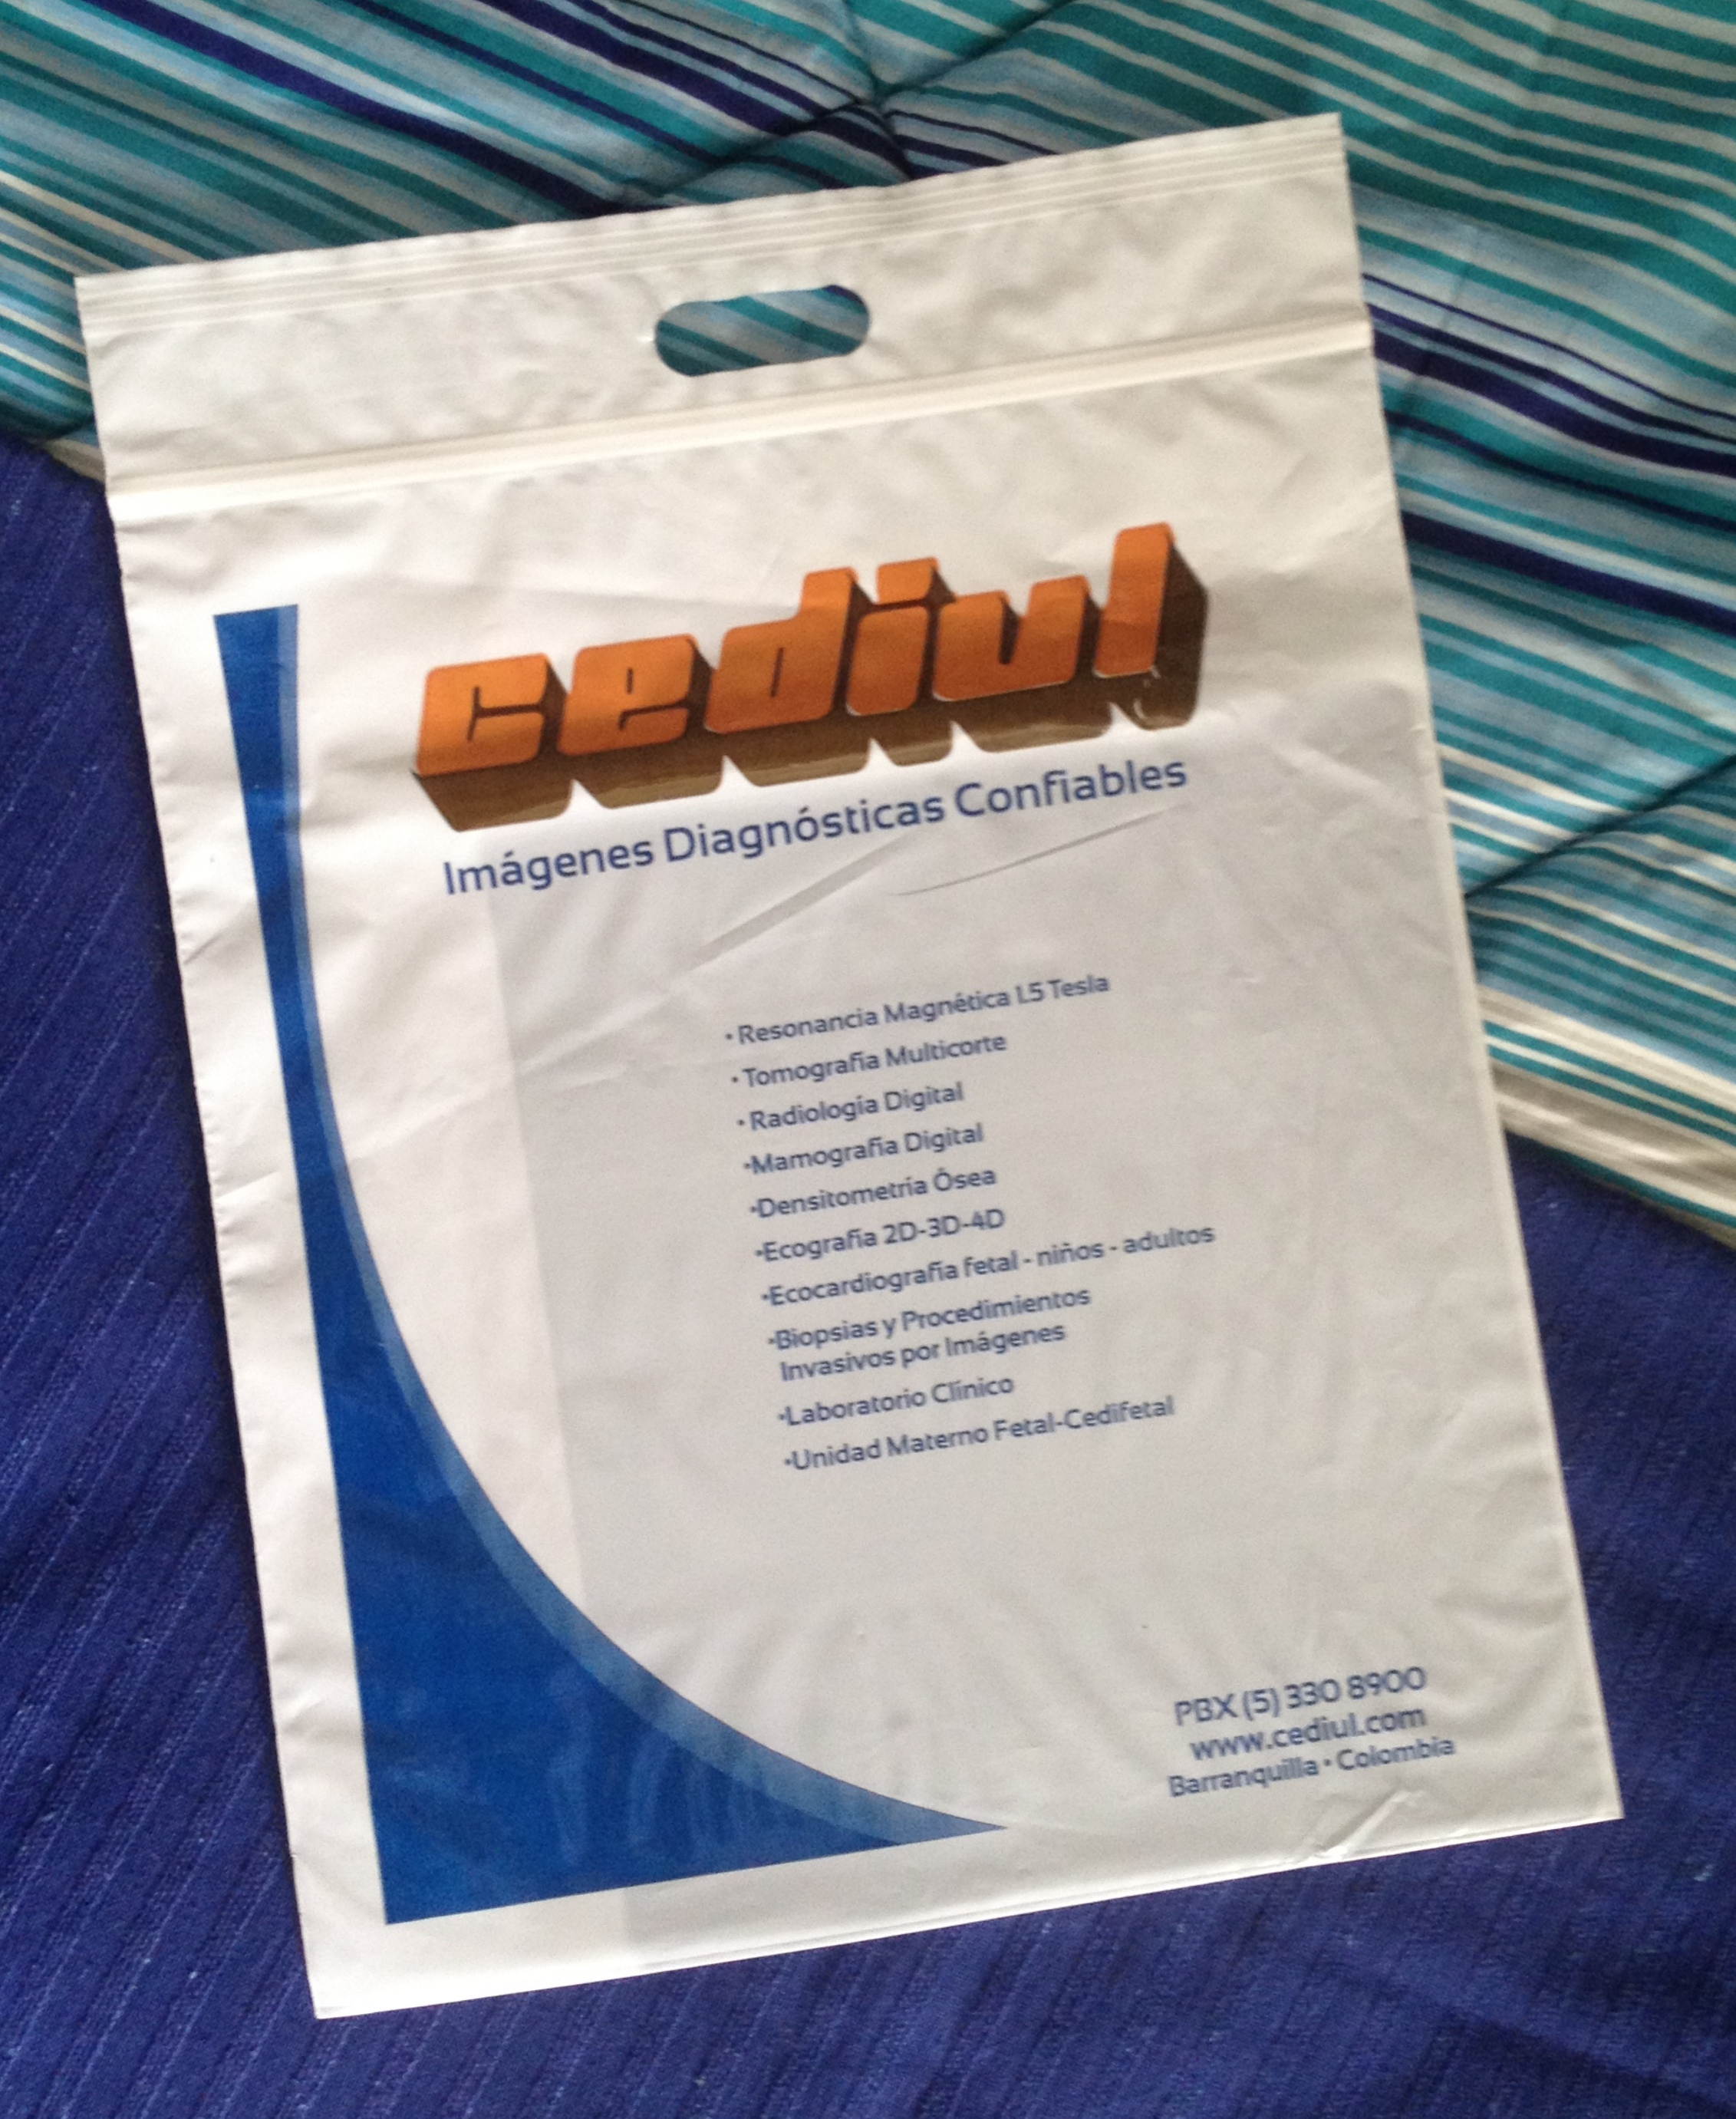 cediul
Imágenes Diagnósticas Confiables
• Resonancia Magnética 1.5 Tesla
• Tomografía Multicorte
• Radiología Digital
•Mamografía Digital
•Densitometría Ósea
•Ecografía 2D-3D-4D
•Ecocardiografía fetal - niños - adultos
•Biopsias y Procedimientos
Invasivos por Imágenes
•Laboratorio Clínico
•Unidad Materno Fetal-Cedifetal
PBX (5) 330 8900
www.cediul.com
Barranquilla • Colombia